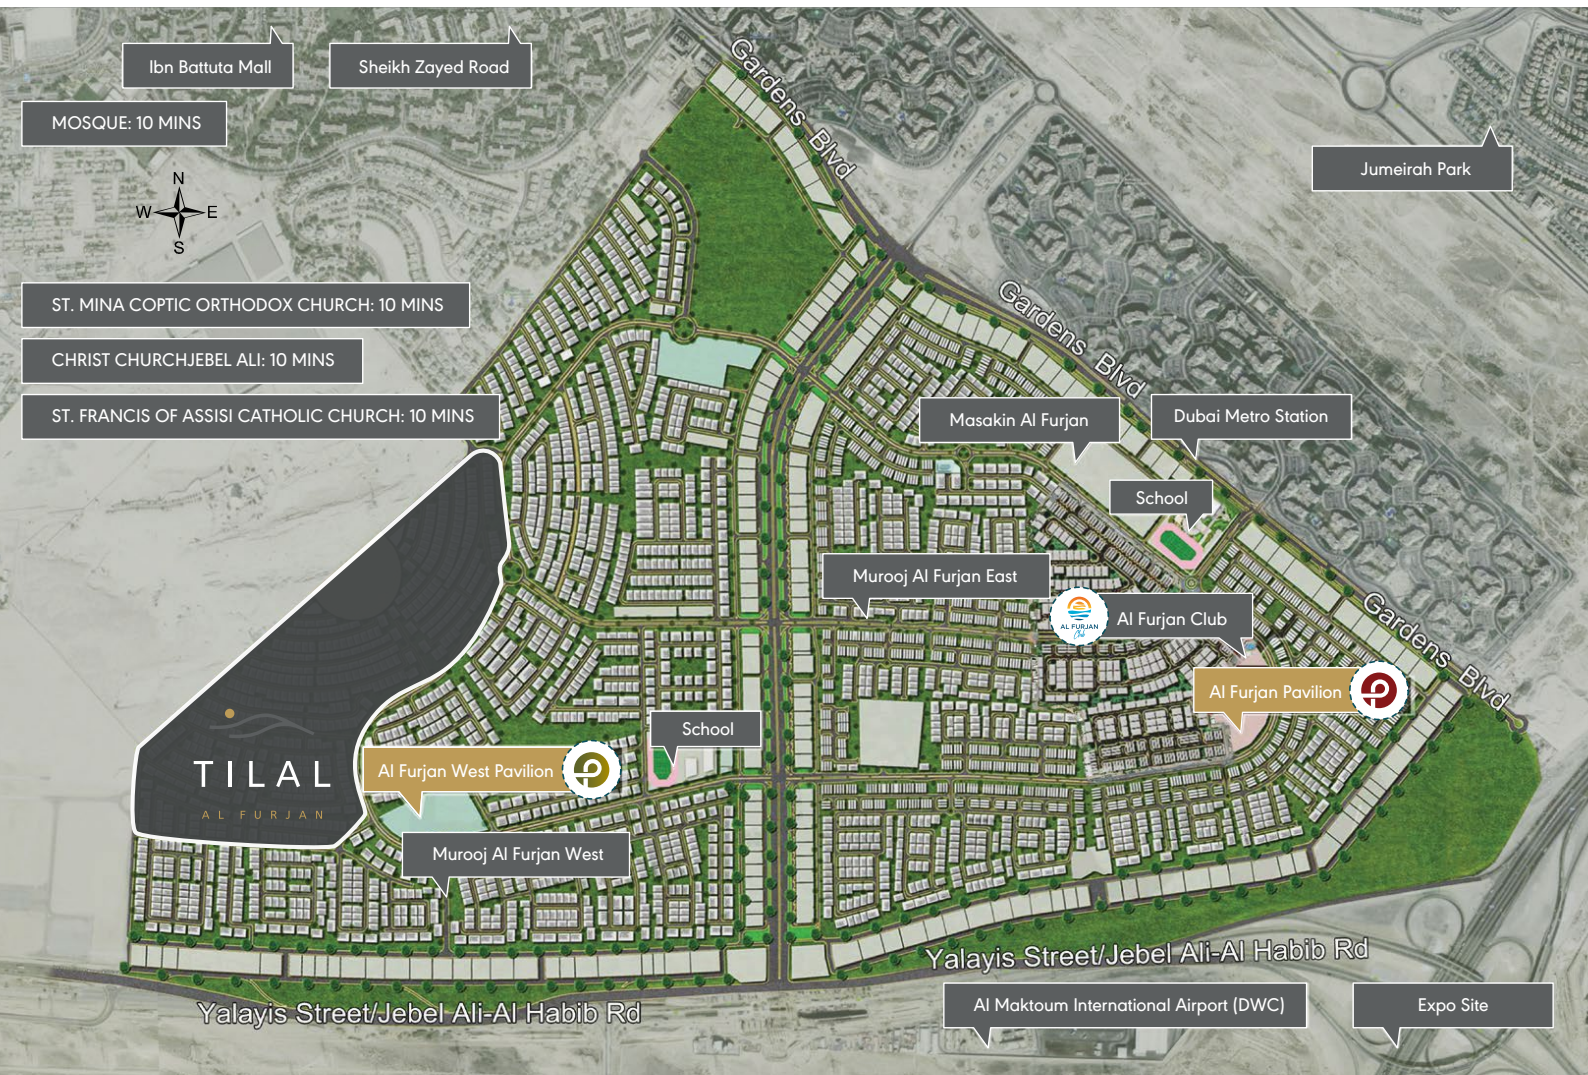 Ibn Battuta Mall
Sheikh Zayed Road
Gardens Blvd
MOSQUE: 10 MINS
Jumeirah Park
N
W
E
S
ST. MINA COPTIC ORTHODOX CHURCH: 10 MINS
Gardens Blvd
CHRIST CHURCHJEBEL ALI: 10 MINS
ST. FRANCIS OF ASSISI CATHOLIC CHURCH: 10 MINS
Masakin Al Furjan
Dubai Metro Station
School
Murooj Al Furjan East
AL FURJAN
Club
Al Furjan Club
Gardens Blvd
Al Furjan Pavilion
School
TILAL
AL FURJAN
Al Furjan West Pavilion
Murooj Al Furjan West
Yalayis Street/Jebel Ali-Al Habib Rd
Yalayis Street/Jebel Ali-Al Habib Rd
Al Maktoum International Airport (DWC)
Expo Site